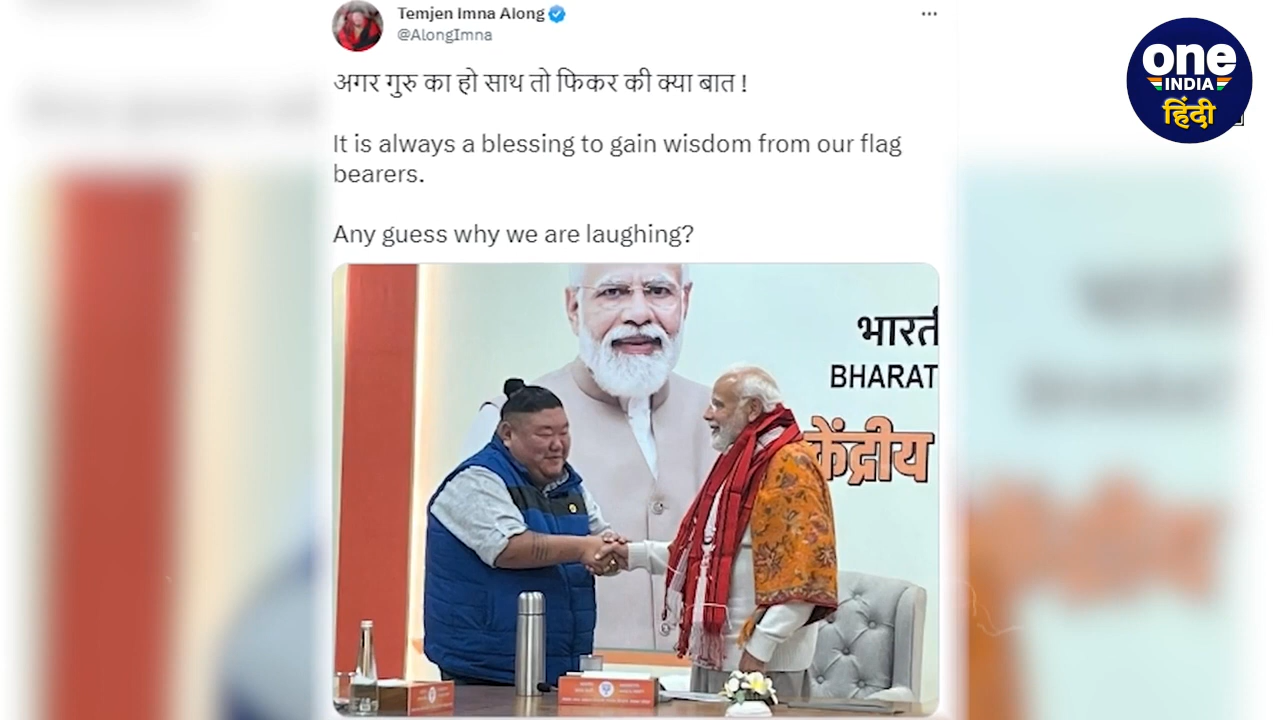 Temjen Imna Along
@AlongImna
अगर गुरु का हो साथ तो फिकर की क्या बात !
It is always a blessing to gain wisdom from our flag
bearers.
Any guess why we are laughing?
one
INDIA
हिंदी
भारती
BHARAT
केंद्रीय